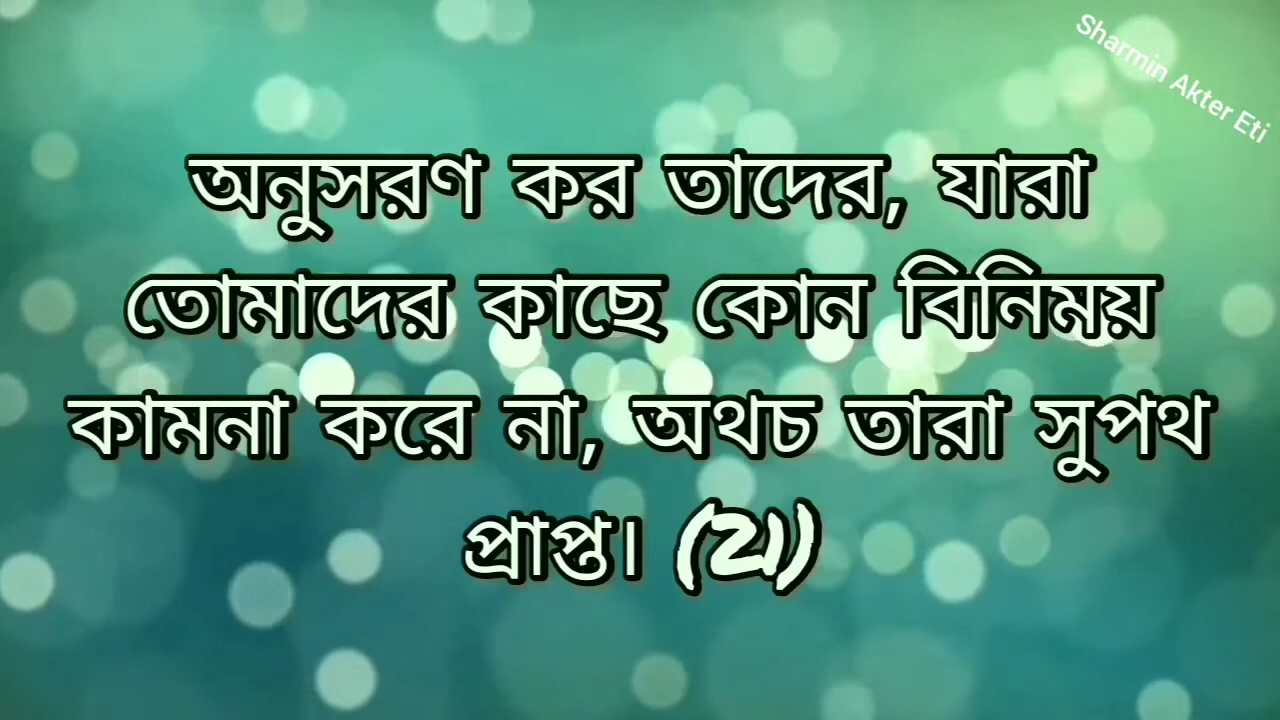 Sharmin Akter Eti
অনুসরণ কর তাদের, যারা
তোমাদের কাছে কোন বিনিময়
কামনা করে না, অথচ তারা সুপথ
প্রাপ্ত। (21)